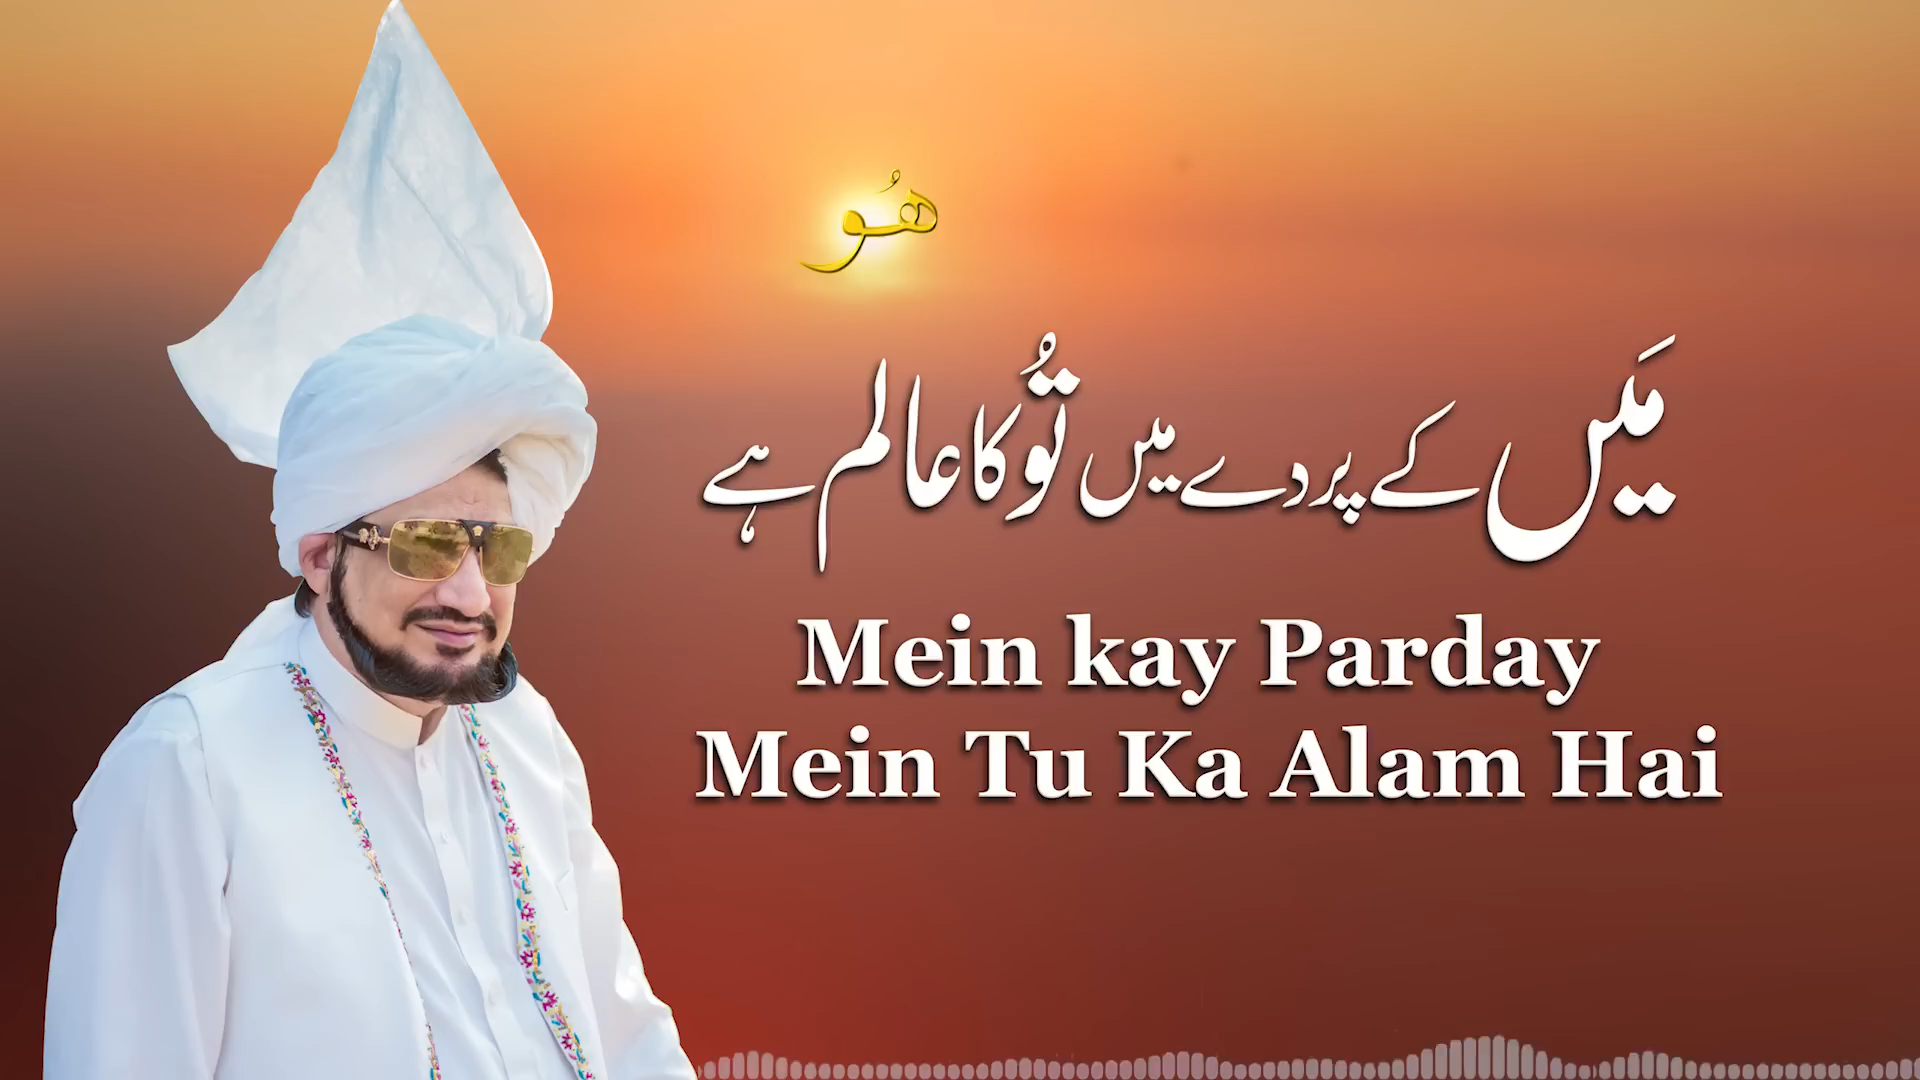 ھُو
مَیں کے پردے میں تُو کا عالم ہے
Mein kay Parday
Mein Tu Ka Alam Hai